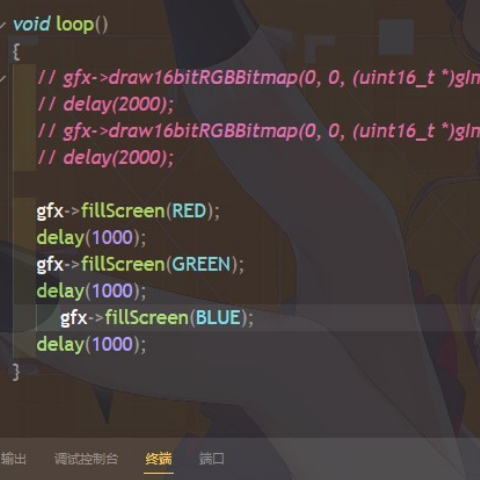 void loop()
{
// gfx->draw16bitRGBBitmap(0, 0, (uint16_t *)gIm
// delay(2000);
// gfx->draw16bitRGBBitmap(0, 0, (uint16_t *)gIm
// delay(2000);
gfx->fillScreen(RED);
delay(1000);
gfx->fillScreen(GREEN);
delay(1000);
gfx->fillScreen(BLUE);
delay(1000);
}
输出 调试控制台 终端 端口